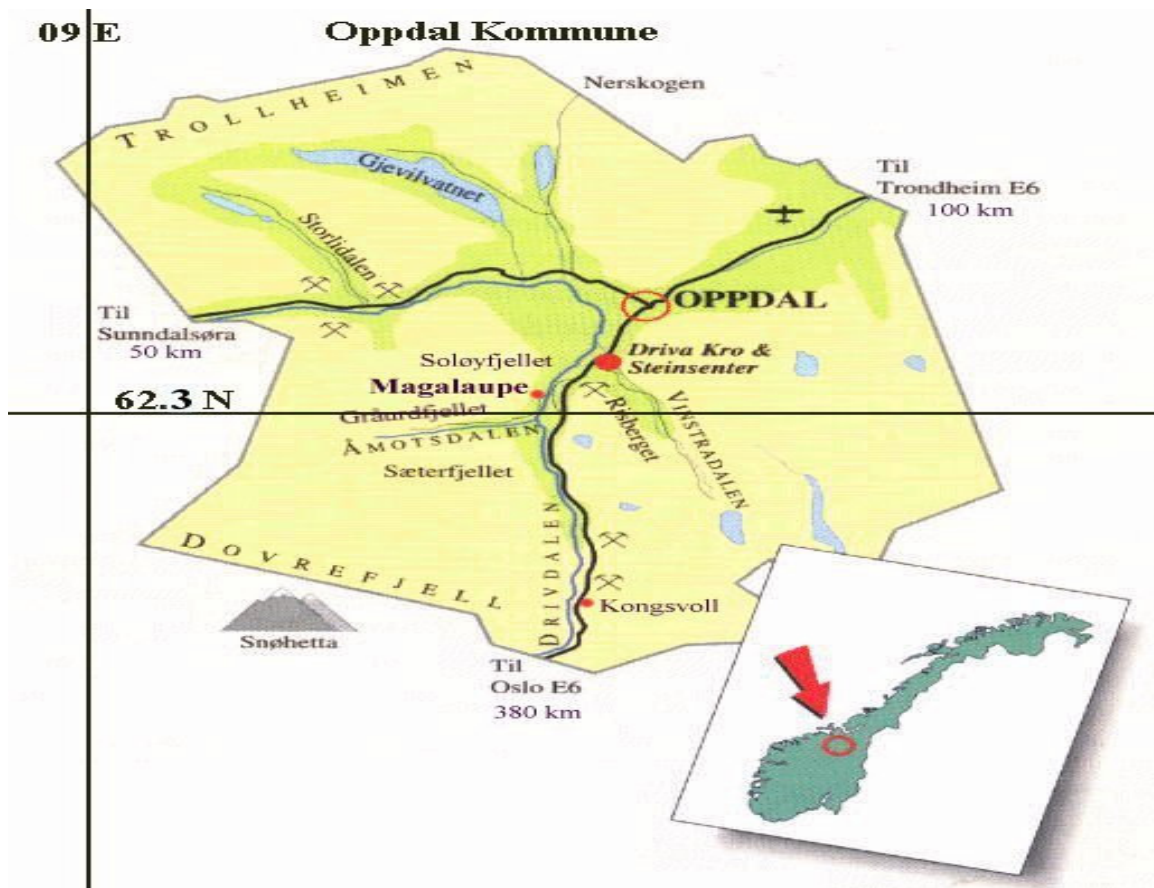 09 E
Oppdal Kommune
TROLLHEIMEN
Nerskogen
Gjevilvatnet
Til
Trondheim E6
100 km
Storlidalen
OPPDAL
Til
Sunndalsøra
50 km
Driva Kro &
Steinsenter
Soløyfjellet
Magalaupe
62.3 N
Gråurdfjellet
Risberget
VINSTRADALEN
ÅMOTSDALEN
Sæterfjellet
DRIVDALEN
DOVREFJELL
Kongsvoll
Snøhetta
Til
Oslo E6
380 km